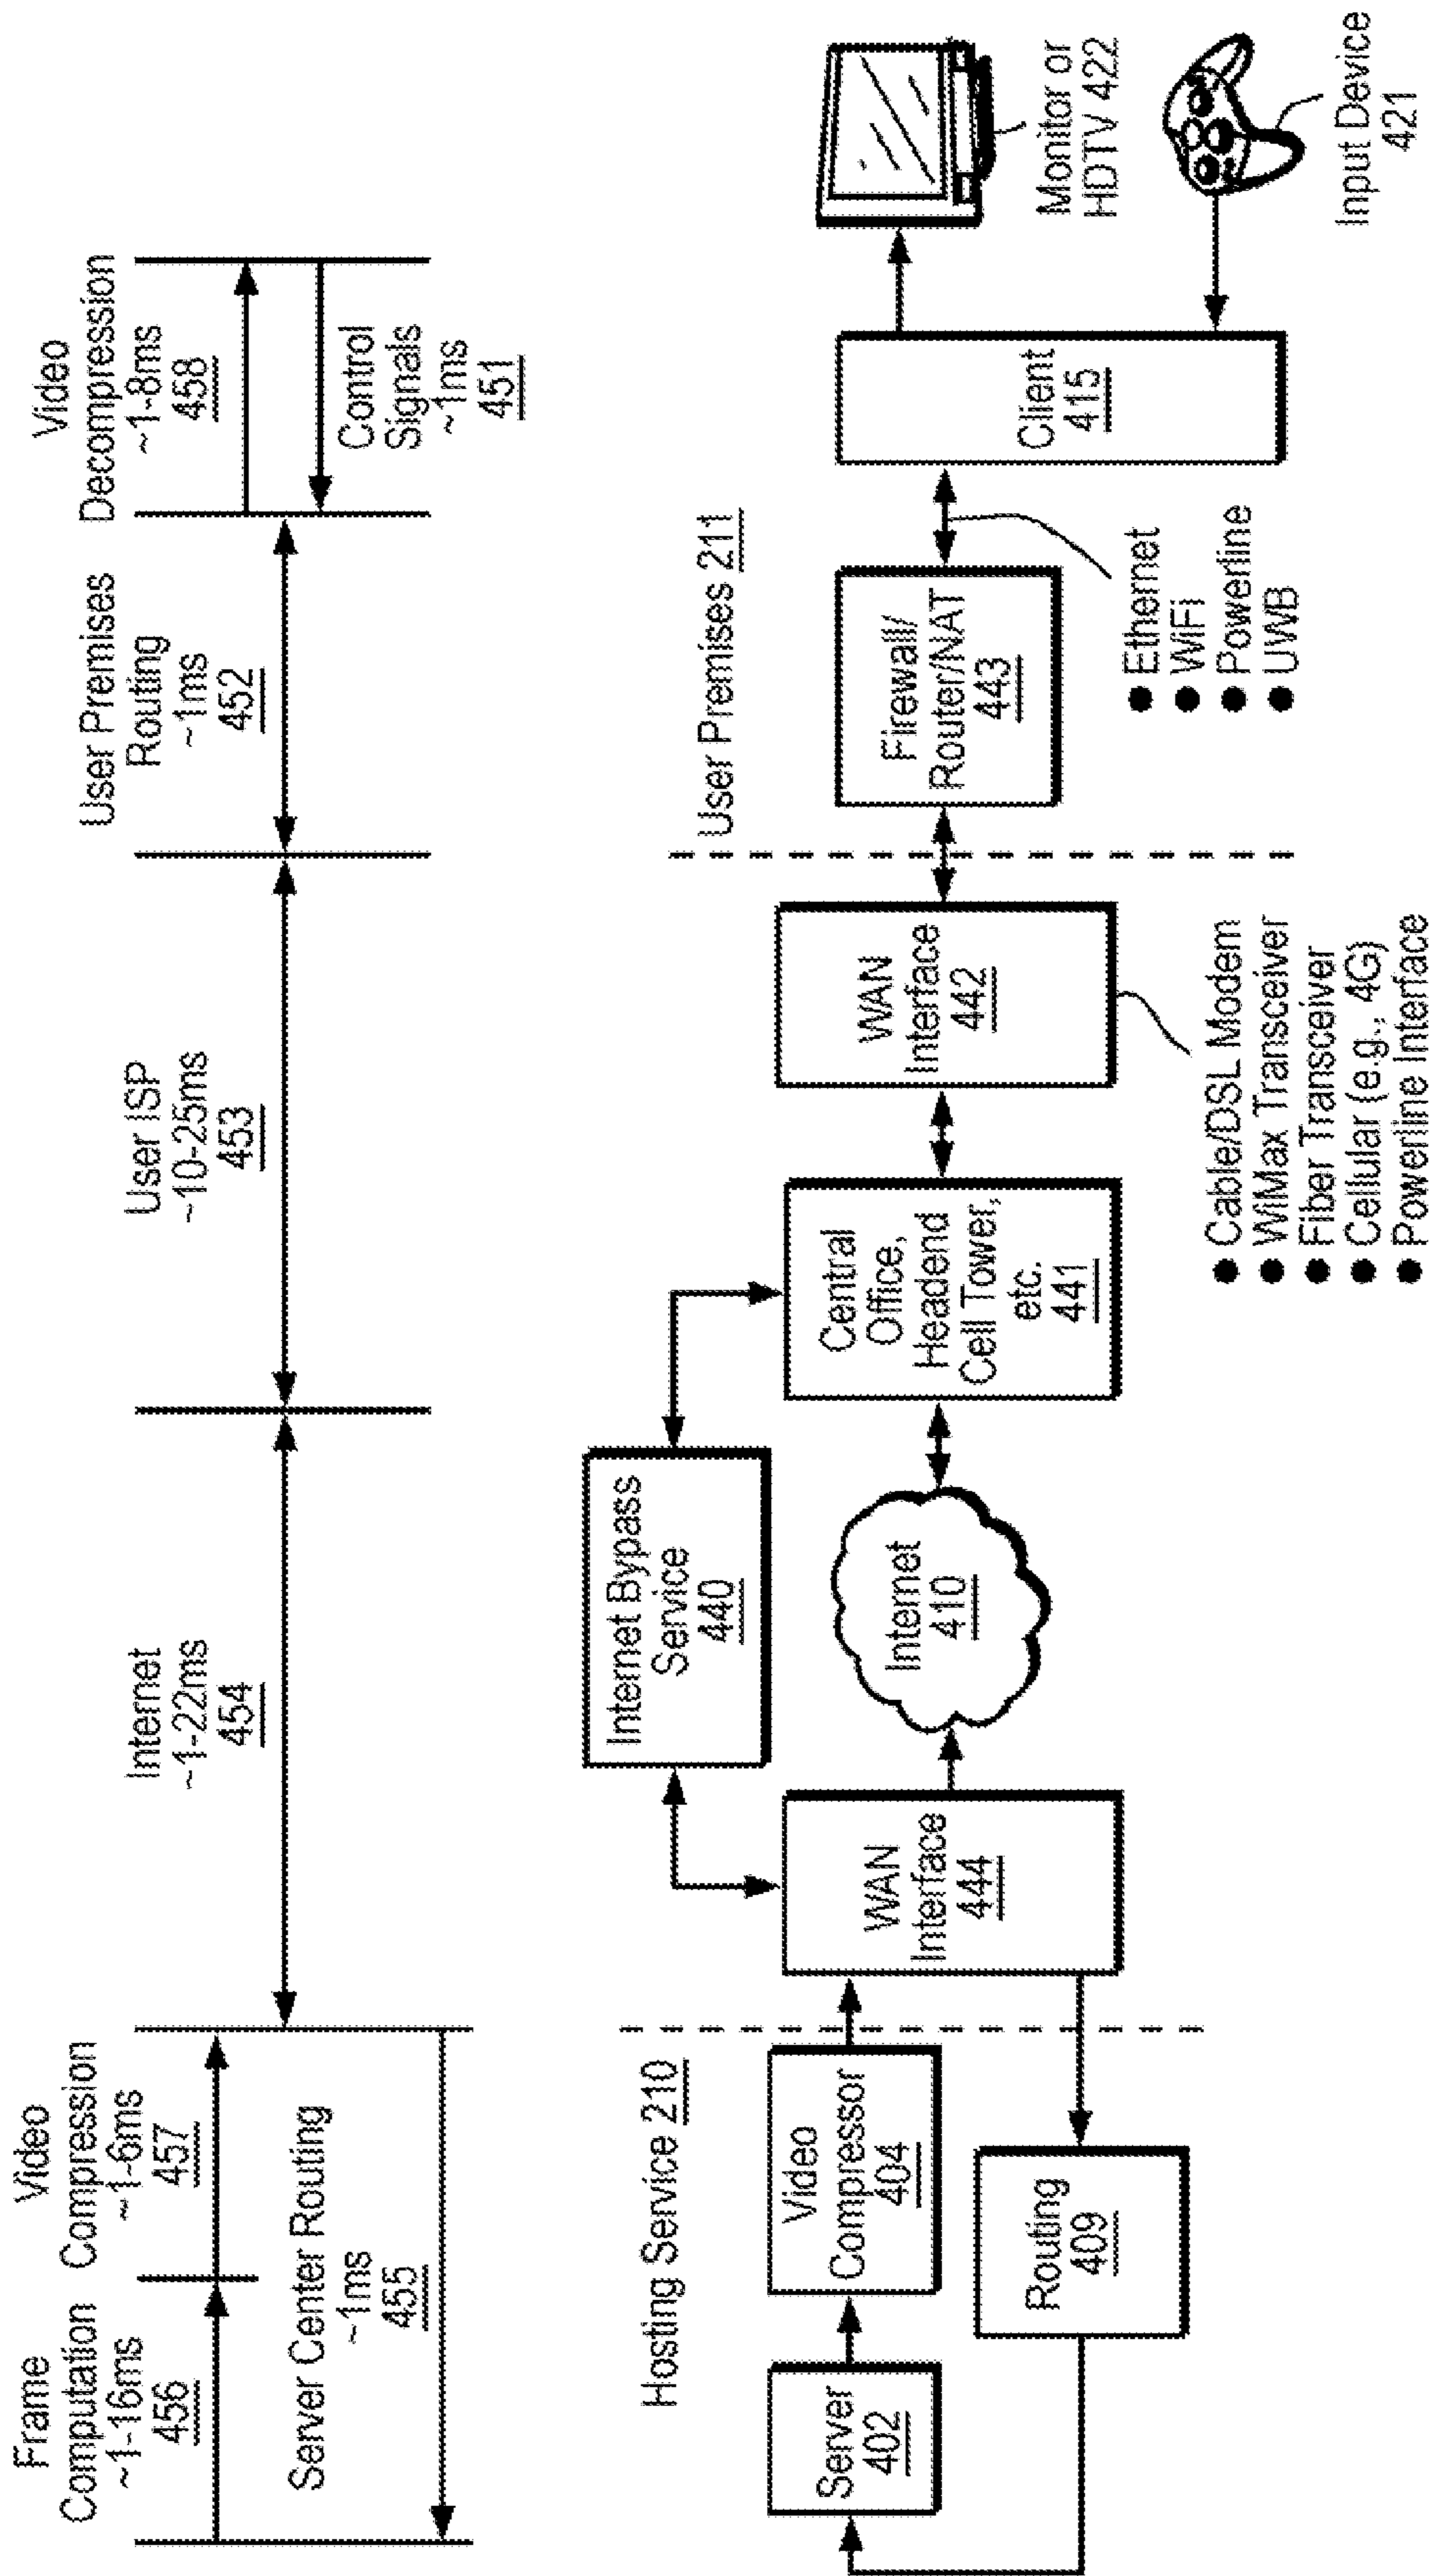 Frame
Computation
~1-16ms
456
Video
Compression
~1-6ms
457
Server Center Routing
~1ms
455
Internet
~1-22ms
454
User ISP
~10-25ms
453
User Premises
Routing
~1ms
452
Video
Decompression
~1-8ms
458
Control
Signals
~1ms
451
Hosting Service 210
Server
402
Video
Compressor
404
Routing
409
WAN
Interface
444
Internet Bypass
Service
440
Internet
410
Central
Office,
Headend
Cell Tower,
etc.
441
WAN
Interface
442
● Cable/DSL Modem
● WiMax Transceiver
● Fiber Transceiver
● Cellular (e.g., 4G)
● Powerline Interface
User Premises 211
Firewall/
Router/NAT
443
● Ethernet
● WiFi
● Powerline
● UWB
Client
415
Monitor or
HDTV 422
Input Device
421